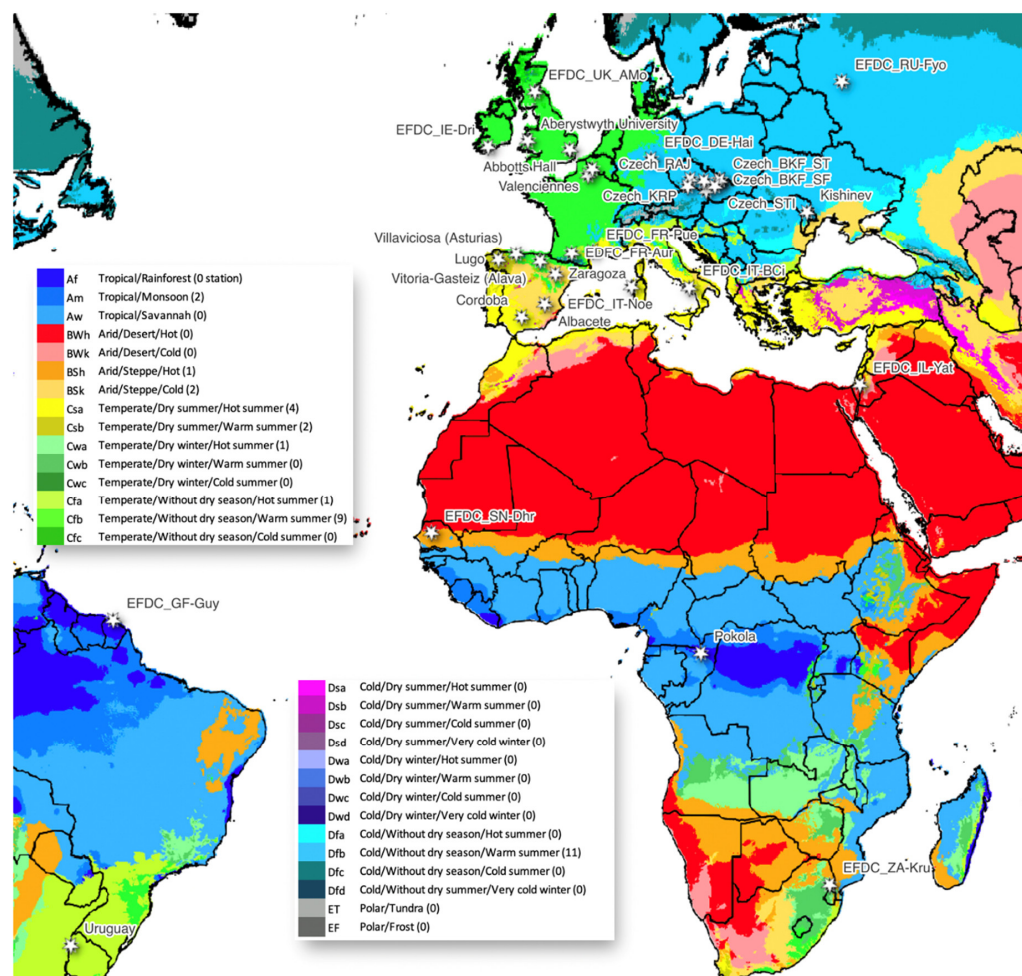 EFDC_UK_AMo
EFDC_RU-Fyo
Aberystwyth University
EFDC_IE-Dri
EFDC_DE-Hai
Abbotts Hall
Czech_RAJ
Czech_BKF_ST
Czech_BKF_SF
Valenciennes
Czech_KRP
Kishinev
Czech_STI
EFDC_FR-Pue
Villaviciosa (Asturias)
EDFC_FR-Aur
Lugo
Vitoria-Gasteiz (Alava)
Zaragoza
EFDC_IT-BCi
Cordoba
EFDC_IT-Noe
Albacete
EFDC_IL-Yat
Af Tropical/Rainforest (0 station)
Am Tropical/Monsoon (2)
Aw Tropical/Savannah (0)
BWh Arid/Desert/Hot (0)
BWk Arid/Desert/Cold (0)
BSh Arid/Steppe/Hot (1)
BSk Arid/Steppe/Cold (2)
Csa Temperate/Dry summer/Hot summer (4)
Csb Temperate/Dry summer/Warm summer (2)
Cwa Temperate/Dry winter/Hot summer (1)
Cwb Temperate/Dry winter/Warm summer (0)
Cwc Temperate/Dry winter/Cold summer (0)
Cfa Temperate/Without dry season/Hot summer (1)
Cfb Temperate/Without dry season/Warm summer (9)
Cfc Temperate/Without dry season/Cold summer (0)
EFDC_SN-Dhr
EFDC_GF-Guy
Pokola
Dsa Cold/Dry summer/Hot summer (0)
Dsb Cold/Dry summer/Warm summer (0)
Dsc Cold/Dry summer/Cold summer (0)
Dsd Cold/Dry summer/Very cold winter (0)
Dwa Cold/Dry winter/Hot summer (0)
Dwb Cold/Dry winter/Warm summer (0)
Dwc Cold/Dry winter/Cold summer (0)
Dwd Cold/Dry winter/Very cold winter (0)
Dfa Cold/Without dry season/Hot summer (0)
Dfb Cold/Without dry season/Warm summer (11)
Dfc Cold/Without dry season/Cold summer (0)
Dfd Cold/Without dry summer/Very cold winter (0)
ET Polar/Tundra (0)
EF Polar/Frost (0)
EFDC_ZA-Kru
Uruguay